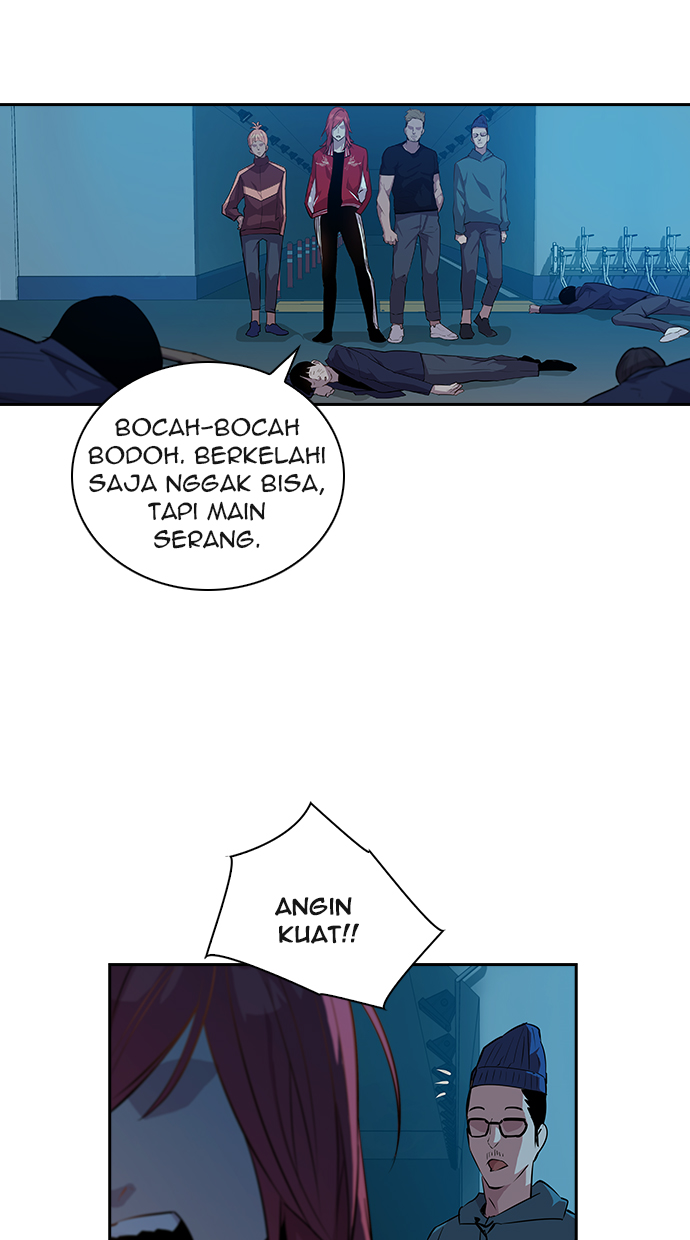 BOCAH-BOCAH
BODOH. BERKELAHI
SAJA NGGAK BISA,
TAPI MAIN
SERANG.
ANGIN
KUAT!!